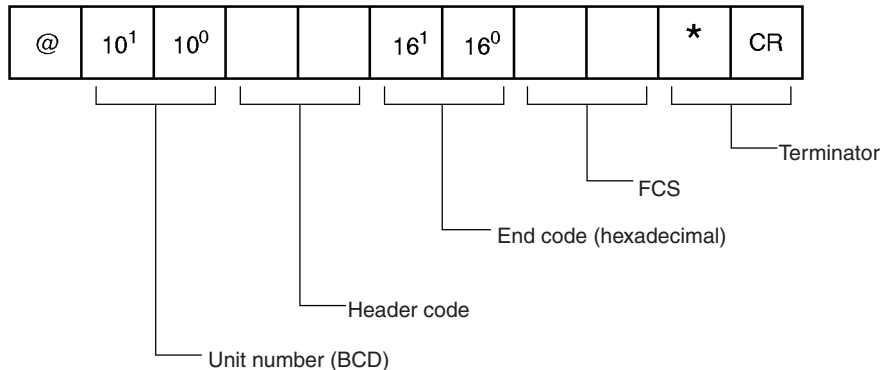 @ 10¹ 10⁰ 16¹ 16⁰ * CR
Terminator
FCS
End code (hexadecimal)
Header code
Unit number (BCD)